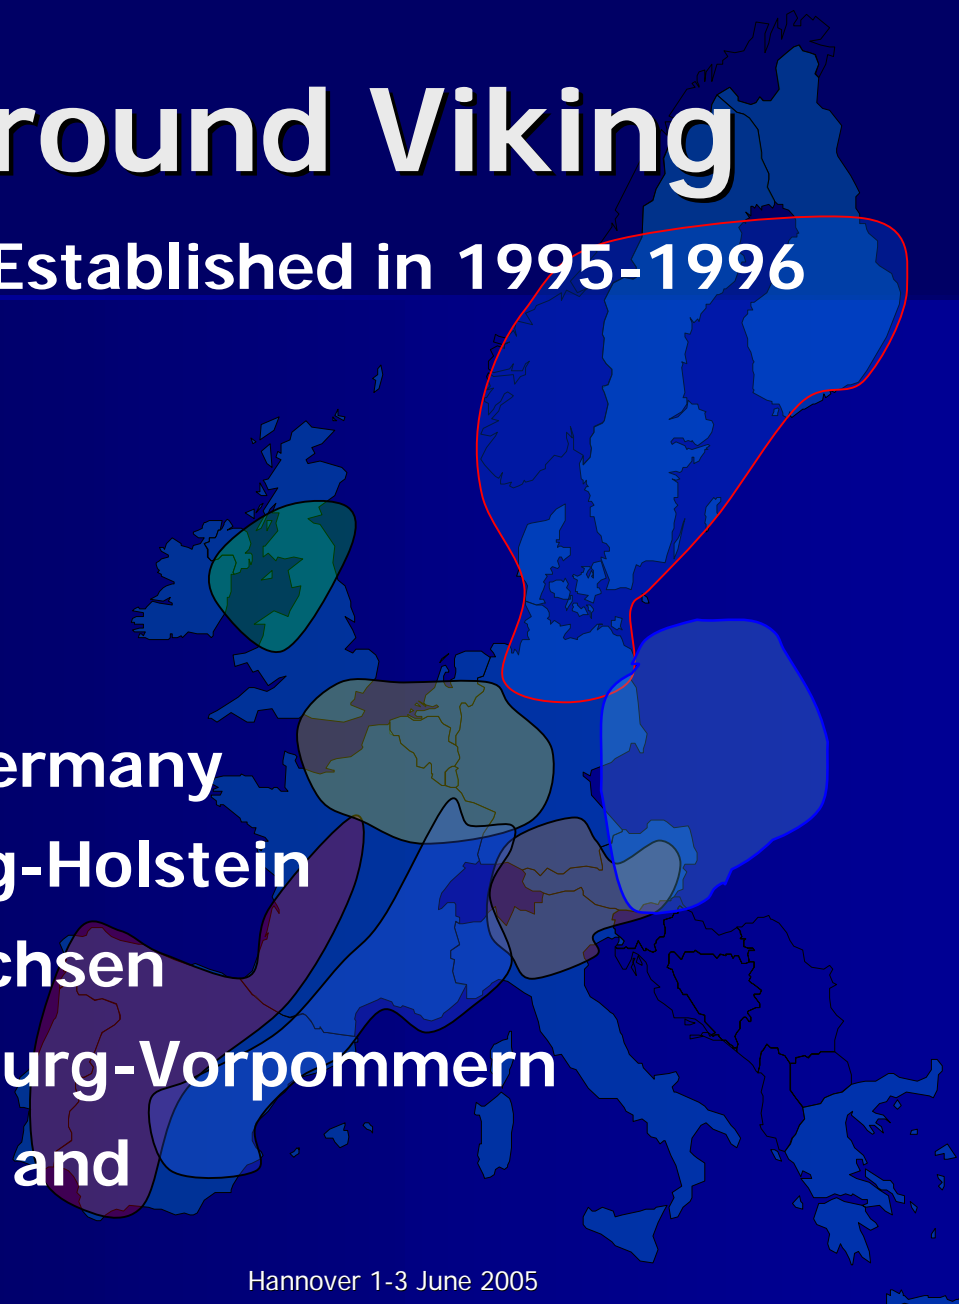 round Viking
Established in 1995-1996
ermany
g-Holstein
chsen
urg-Vorpommern
and
Hannover 1-3 June 2005